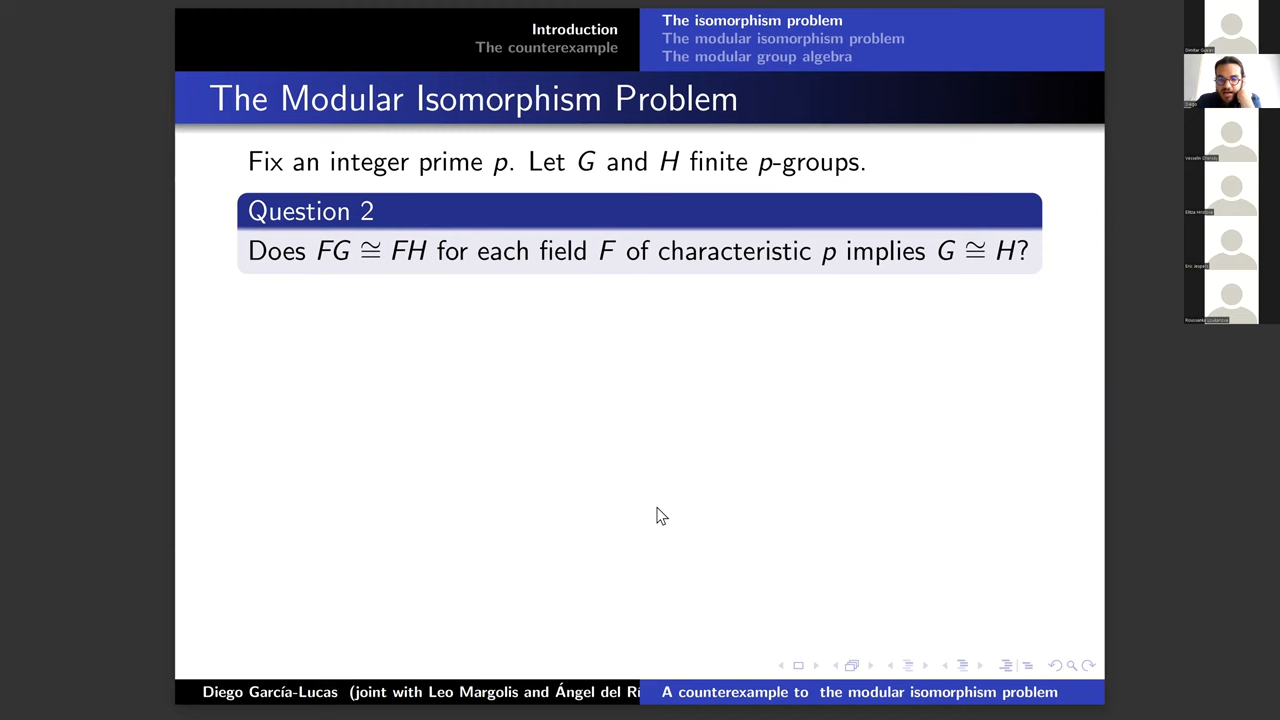 Introduction
The counterexample
The isomorphism problem
The modular isomorphism problem
The modular group algebra
The Modular Isomorphism Problem
Fix an integer prime p. Let G and H finite p-groups.
Question 2
Does FG ≅ FH for each field F of characteristic p implies G ≅ H?
Diego García-Lucas (joint with Leo Margolis and Ángel del Rí
A counterexample to the modular isomorphism problem
Diego